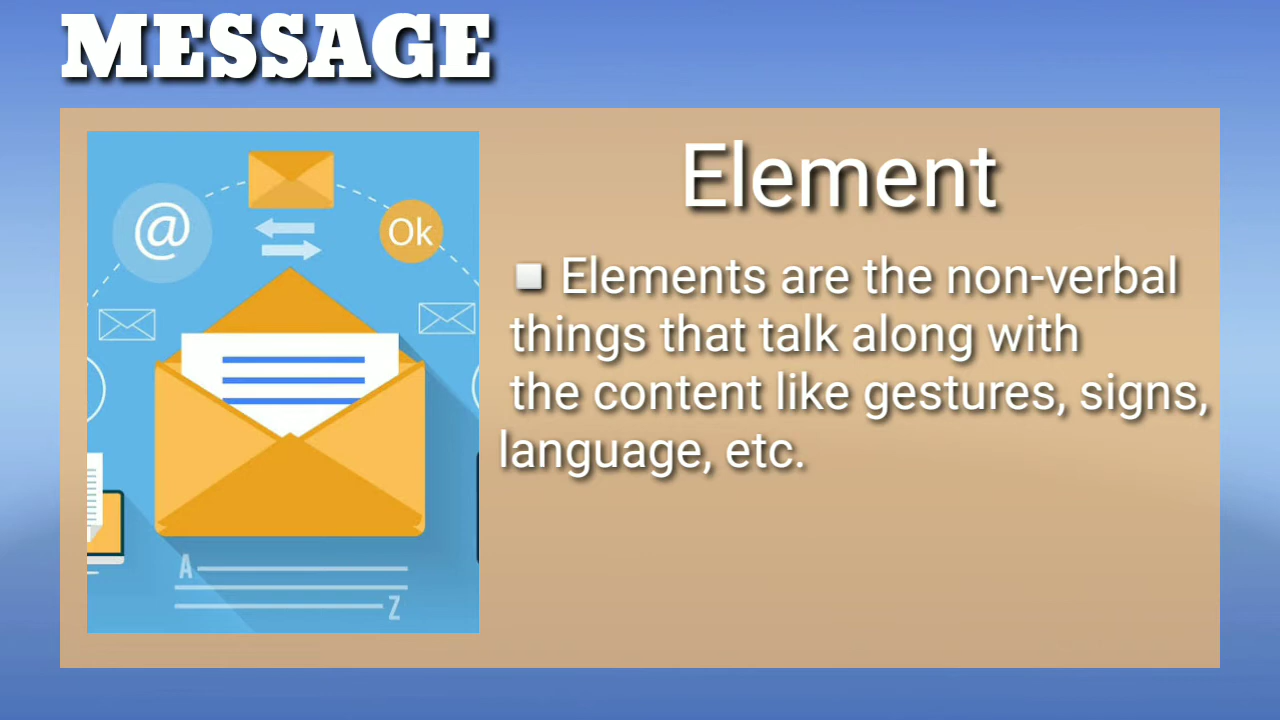 MESSAGE
Element
▫️ Elements are the non-verbal
things that talk along with
the content like gestures, signs,
language, etc.
@
Ok
A
Z